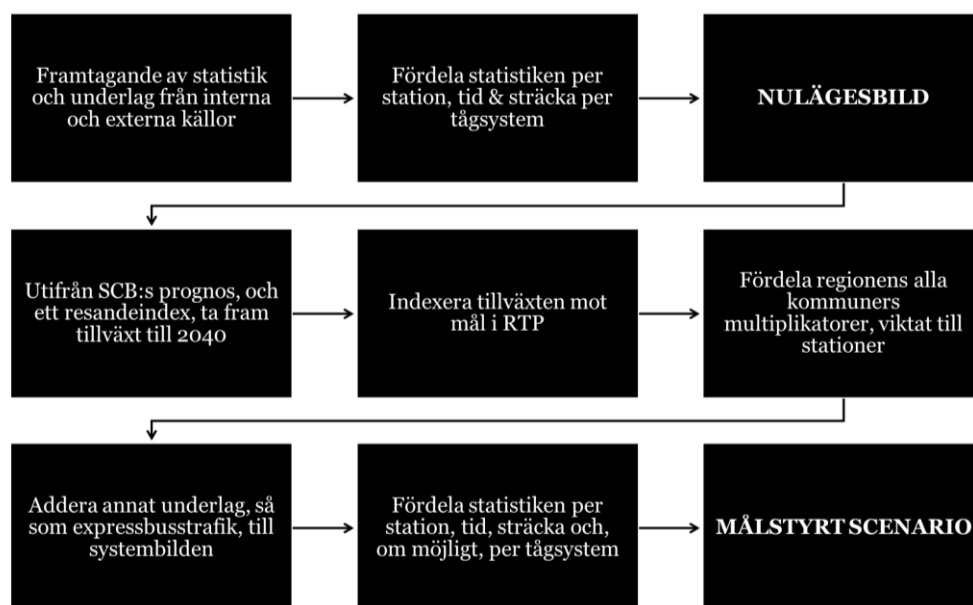 Framtagande av statistik
och underlag från interna
och externa källor
Fördela statistiken per
station, tid & sträcka per
tågsystem
NULÄGESBILD
Utifrån SCB:s prognos, och
ett resandeindex, ta fram
tillväxt till 2040
Indexera tillväxten mot
mål i RTP
Fördela regionens alla
kommuners
multiplikatorer, viktat till
stationer
Addera annat underlag, så
som expressbusstrafik, till
systembilden
Fördela statistiken per
station, tid, sträcka och,
om möjligt, per tågsystem
MÅLSTYRT SCENARIO